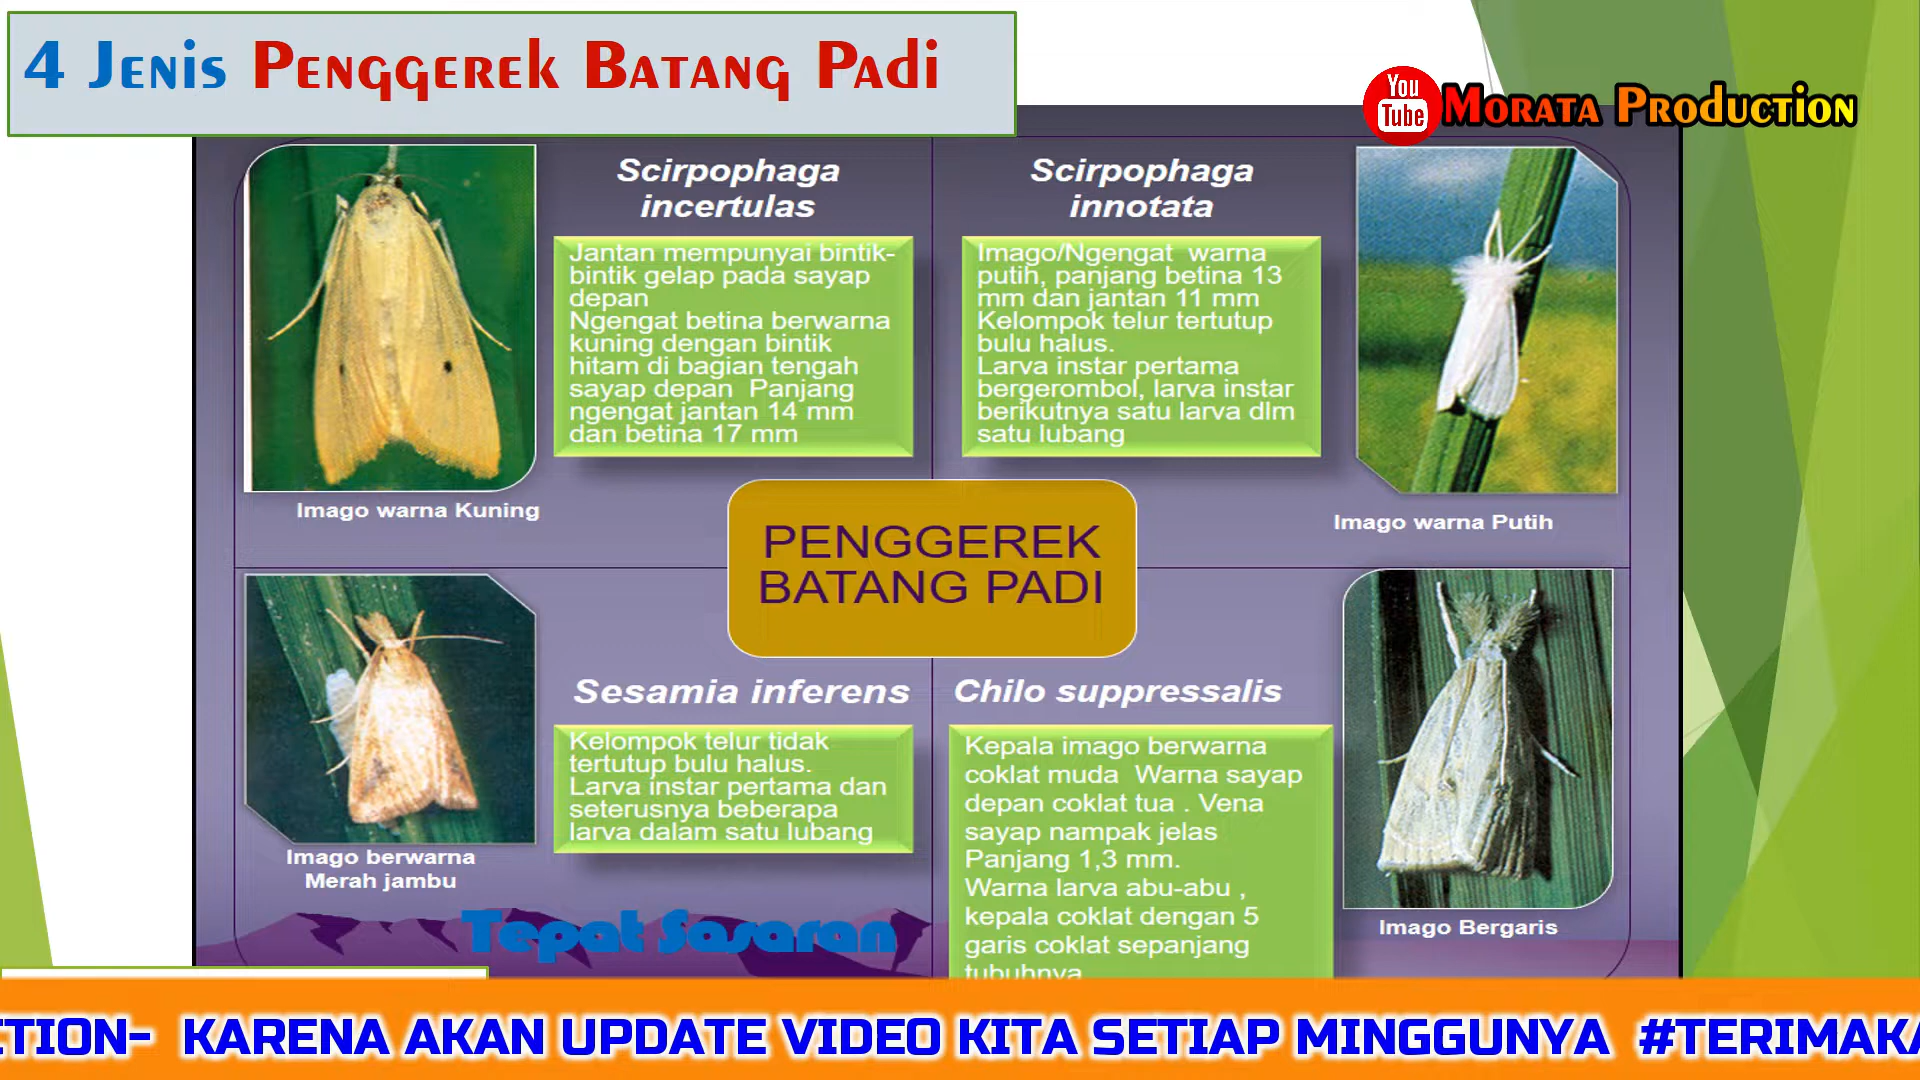 4 Jenis Penggerek Batang Padi
You
Tube
Morata Production
Scirpophaga
incertulas
Jantan mempunyai bintik-
bintik gelap pada sayap
depan
Ngengat betina berwarna
kuning dengan bintik
hitam di bagian tengah
sayap depan Panjang
ngengat jantan 14 mm
dan betina 17 mm
Imago warna Kuning
Scirpophaga
innotata
Imago/Ngengat warna
putih, panjang betina 13
mm dan jantan 11 mm
Kelompok telur tertutup
bulu halus.
Larva instar pertama
bergerombol, larva instar
berikutnya satu larva dlm
satu lubang
Imago warna Putih
PENGGEREK
BATANG PADI
Sesamia inferens
Kelompok telur tidak
tertutup bulu halus.
Larva instar pertama dan
seterusnya beberapa
larva dalam satu lubang
Imago berwarna
Merah jambu
Chilo suppressalis
Kepala imago berwarna
coklat muda Warna sayap
depan coklat tua . Vena
sayap nampak jelas
Panjang 1,3 mm.
Warna larva abu-abu ,
kepala coklat dengan 5
garis coklat sepanjang
tubuhnya
Imago Bergaris
Tepat Sasaran
CTION- KARENA AKAN UPDATE VIDEO KITA SETIAP MINGGUNYA #TERIMAKA